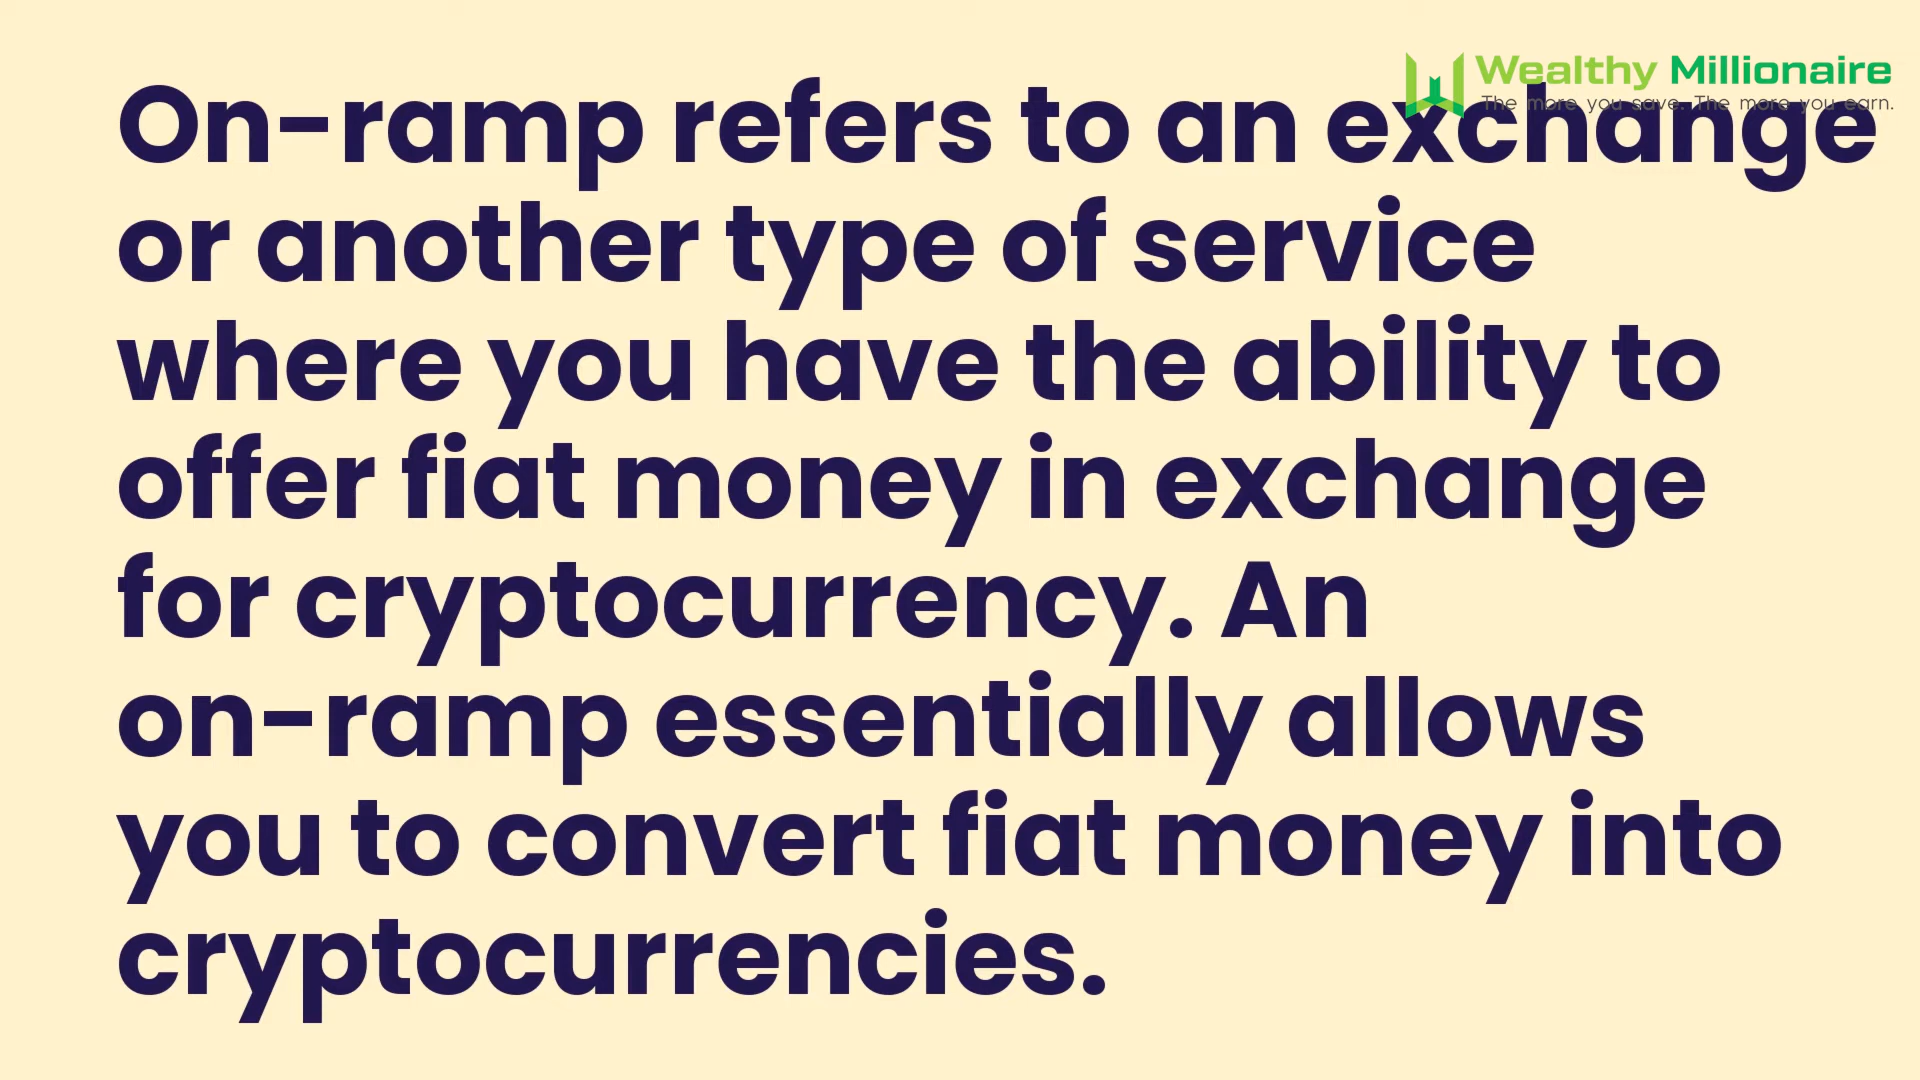 Wealthy Millionaire
The more you save. The more you earn.
On-ramp refers to an exchange
or another type of service
where you have the ability to
offer fiat money in exchange
for cryptocurrency. An
on-ramp essentially allows
you to convert fiat money into
cryptocurrencies.